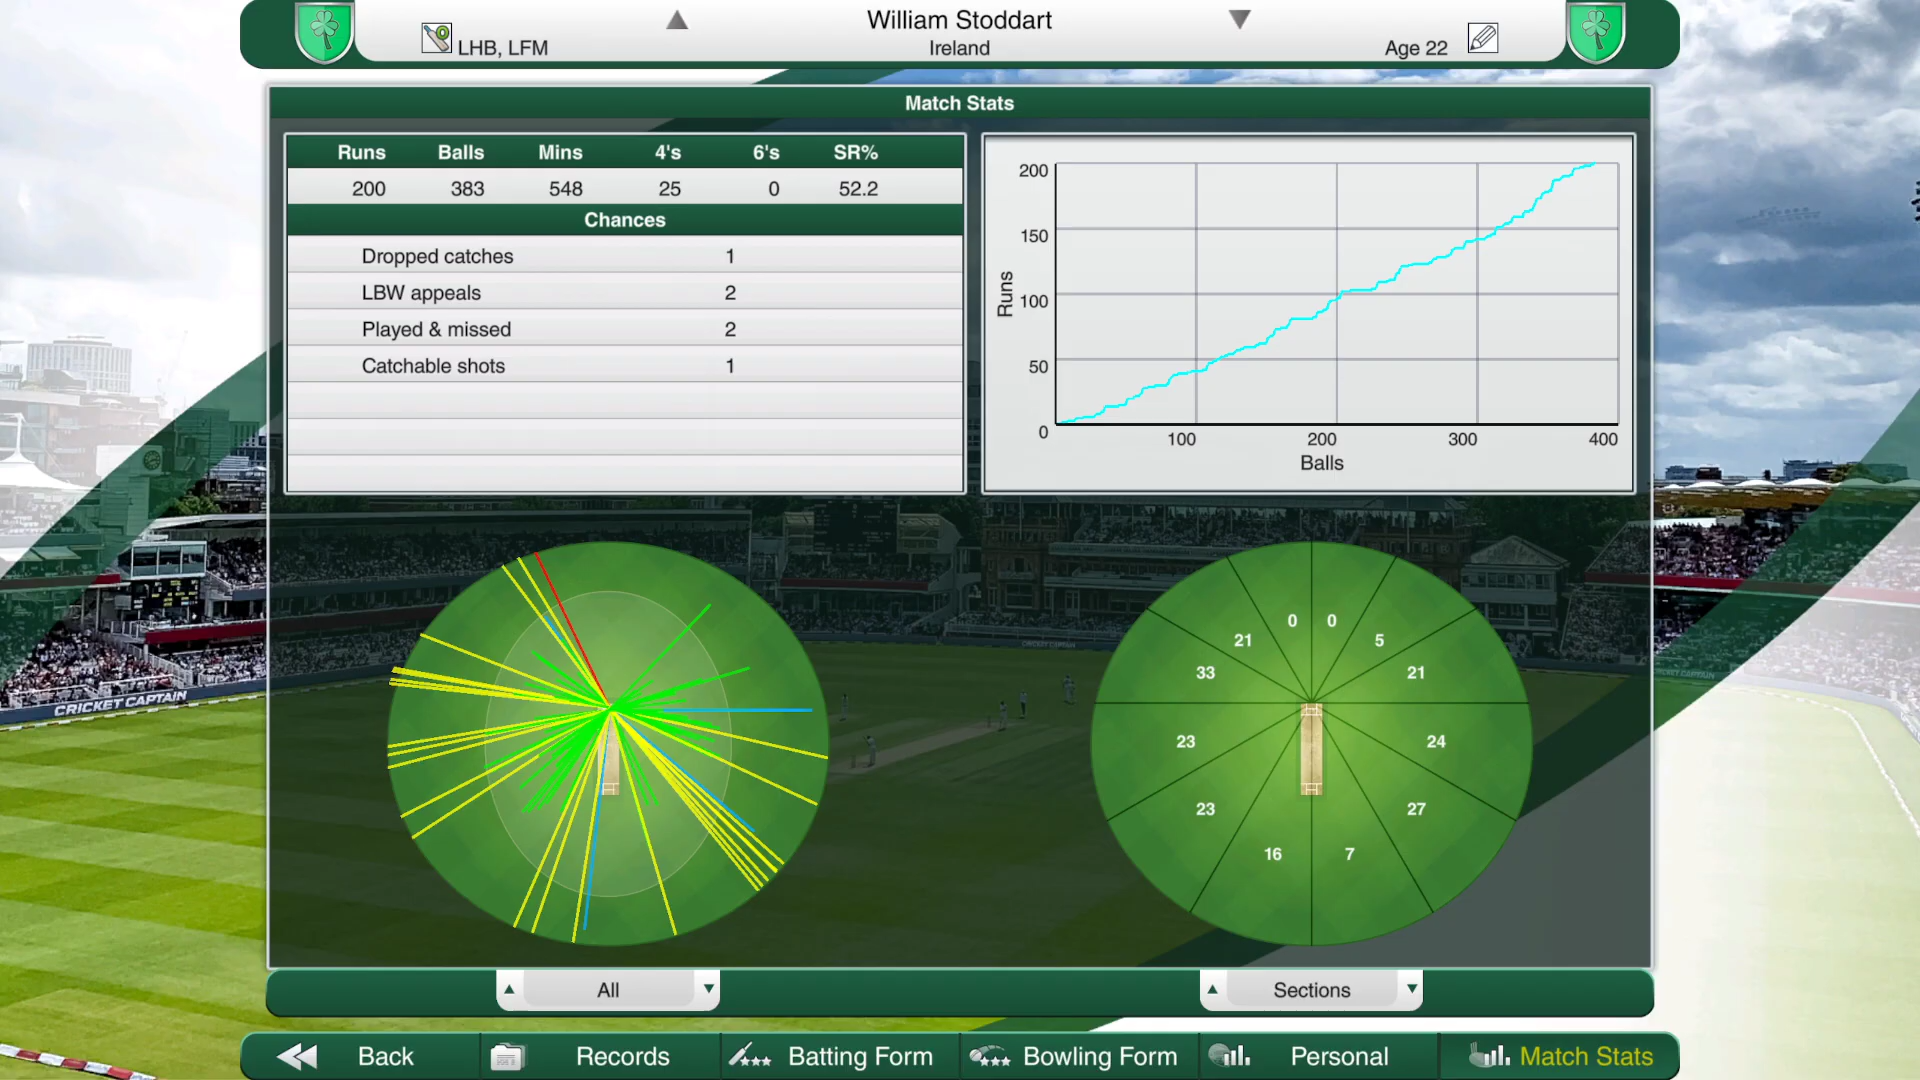 William Stoddart
LHB, LFM
Ireland
Age 22
Match Stats
Runs Balls Mins 4's 6's SR%
200 383 548 25 0 52.2
Chances
Dropped catches 1
LBW appeals 2
Played & missed 2
Catchable shots 1
200
150
100
50
0
Runs
100 200 300 400
Balls
0 0
21 5
33 21
23 24
23 27
16 7
CRICKET CAPTAIN
All
Sections
Back
Records
Batting Form
Bowling Form
Personal
Match Stats